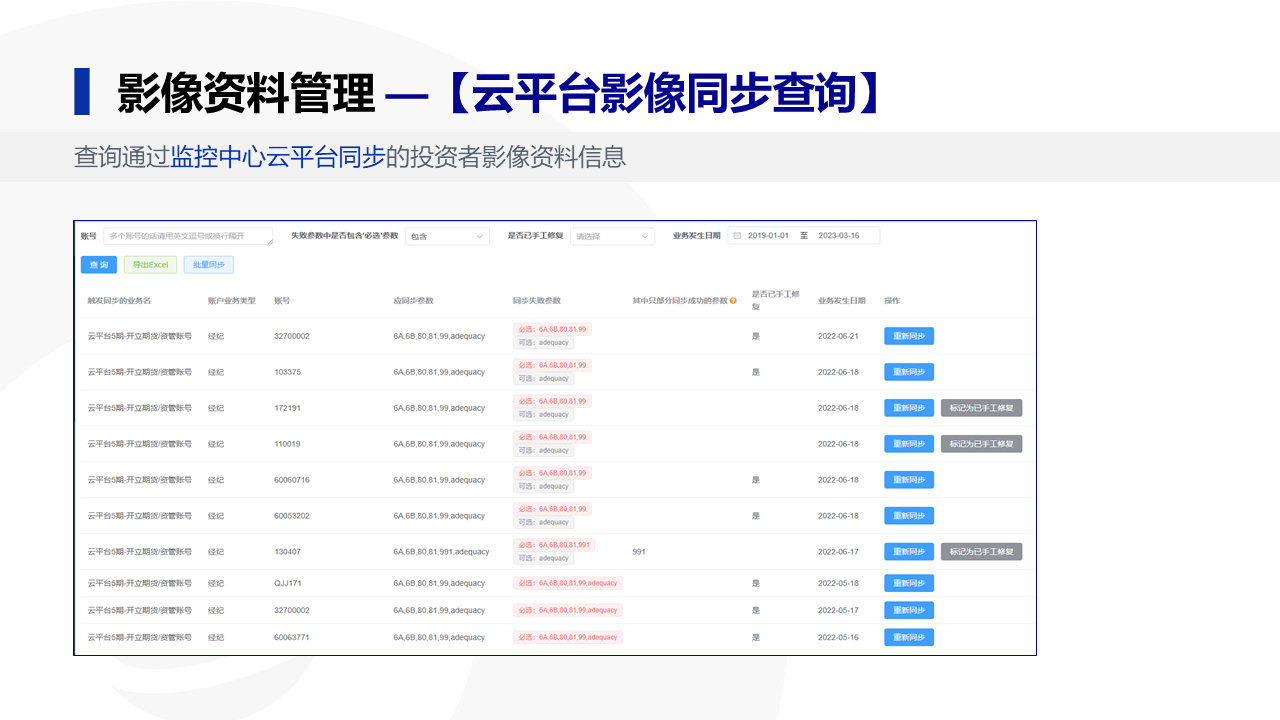 影像资料管理 —【云平台影像同步查询】
查询通过监控中心云平台同步的投资者影像资料信息
账号 多个账号的话请用英文逗号或换行隔开 失败参数中是否包含'必选'参数 包含 是否已手工修复 请选择 业务发生日期 2019-01-01 至 2023-03-16
查 询 导出Excel 批量同步
触发同步的业务名 账户业务类型 账号 应同步参数 同步失败参数 其中只部分同步成功的参数 是否已手工修复 业务发生日期 操作
云平台5期-开立期货/资管账号 经纪 32700002 6A,6B,80,81,99,adequacy 必选：6A,6B,80,81,99 可选：adequacy 是 2022-06-21 重新同步
云平台5期-开立期货/资管账号 经纪 103375 6A,6B,80,81,99,adequacy 必选：6A,6B,80,81,99 可选：adequacy 是 2022-06-18 重新同步
云平台5期-开立期货/资管账号 经纪 172191 6A,6B,80,81,99,adequacy 必选：6A,6B,80,81,99 可选：adequacy 2022-06-18 重新同步 标记为已手工修复
云平台5期-开立期货/资管账号 经纪 110019 6A,6B,80,81,99,adequacy 必选：6A,6B,80,81,99 可选：adequacy 2022-06-18 重新同步 标记为已手工修复
云平台5期-开立期货/资管账号 经纪 60060716 6A,6B,80,81,99,adequacy 必选：6A,6B,80,81,99 可选：adequacy 是 2022-06-18 重新同步
云平台5期-开立期货/资管账号 经纪 60053202 6A,6B,80,81,99,adequacy 必选：6A,6B,80,81,99 可选：adequacy 是 2022-06-18 重新同步
云平台5期-开立期货/资管账号 经纪 130407 6A,6B,80,81,991,adequacy 必选：6A,6B,80,81,991 可选：adequacy 991 2022-06-17 重新同步 标记为已手工修复
云平台5期-开立期货/资管账号 经纪 QJJ171 6A,6B,80,81,99,adequacy 必选：6A,6B,80,81,99,adequacy 是 2022-05-18 重新同步
云平台5期-开立期货/资管账号 经纪 32700002 6A,6B,80,81,99,adequacy 必选：6A,6B,80,81,99,adequacy 是 2022-05-17 重新同步
云平台5期-开立期货/资管账号 经纪 60063771 6A,6B,80,81,99,adequacy 必选：6A,6B,80,81,99,adequacy 是 2022-05-16 重新同步